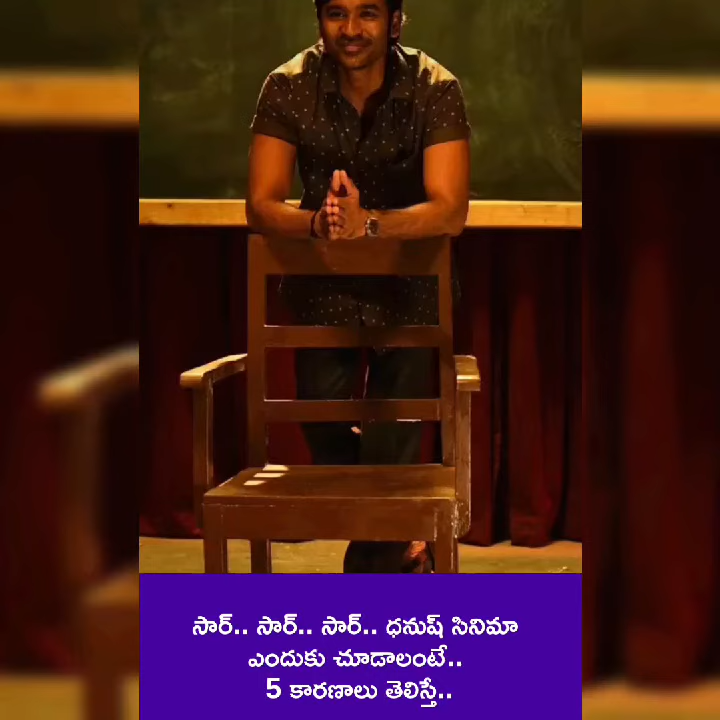 సార్.. సార్.. సార్.. ధనుష్ సినిమా
ఎందుకు చూడాలంటే..
5 కారణాలు తెలిస్తే..